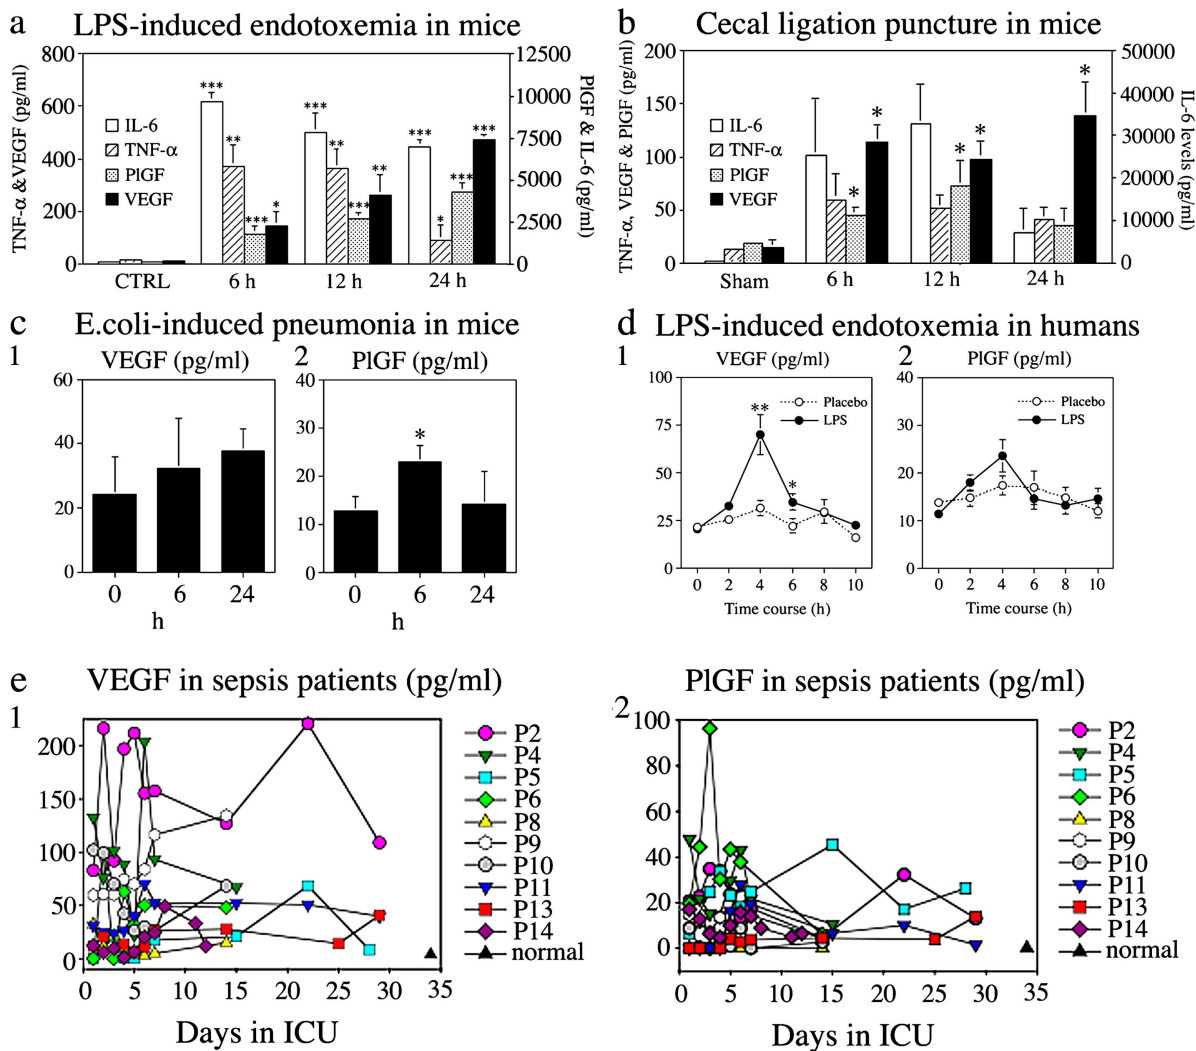 a LPS-induced endotoxemia in mice
TNF-α &VEGF (pg/ml)
800
600
400
200
0
IL-6
TNF-α
PlGF
VEGF
*** ** *** *
*** ** *** **
*** * *** ***
CTRL 6 h 12 h 24 h
12500
10000
7500
5000
2500
0
PlGF & IL-6 (pg/ml)
b Cecal ligation puncture in mice
TNF-α, VEGF & PlGF (pg/ml)
200
150
100
50
0
IL-6
TNF-α
PlGF
VEGF
* *
* *
*
Sham 6 h 12 h 24 h
50000
40000
30000
20000
10000
0
IL-6 levels (pg/ml)
c E.coli-induced pneumonia in mice
1 VEGF (pg/ml)
60
40
20
0
0 6 24
h
2 PlGF (pg/ml)
40
30
20
10
0
*
0 6 24
h
d LPS-induced endotoxemia in humans
1 VEGF (pg/ml)
100
75
50
25
0
Placebo
LPS
**
*
0 2 4 6 8 10
Time course (h)
2 PlGF (pg/ml)
40
30
20
10
0
Placebo
LPS
0 2 4 6 8 10
Time course (h)
e VEGF in sepsis patients (pg/ml)
1
200
150
100
50
0
0 5 10 15 20 25 30 35
Days in ICU
P2
P4
P5
P6
P8
P9
P10
P11
P13
P14
normal
PlGF in sepsis patients (pg/ml)
2
100
80
60
40
20
0
0 5 10 15 20 25 30 35
Days in ICU
P2
P4
P5
P6
P8
P9
P10
P11
P13
P14
normal